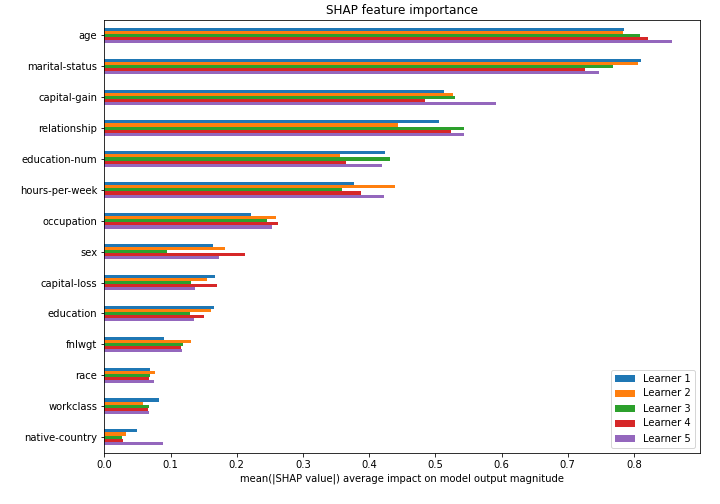 SHAP feature importance
age
marital-status
capital-gain
relationship
education-num
hours-per-week
occupation
sex
capital-loss
education
fnlwgt
race
workclass
native-country
Learner 1
Learner 2
Learner 3
Learner 4
Learner 5
0.0 0.1 0.2 0.3 0.4 0.5 0.6 0.7 0.8
mean(|SHAP value|) average impact on model output magnitude